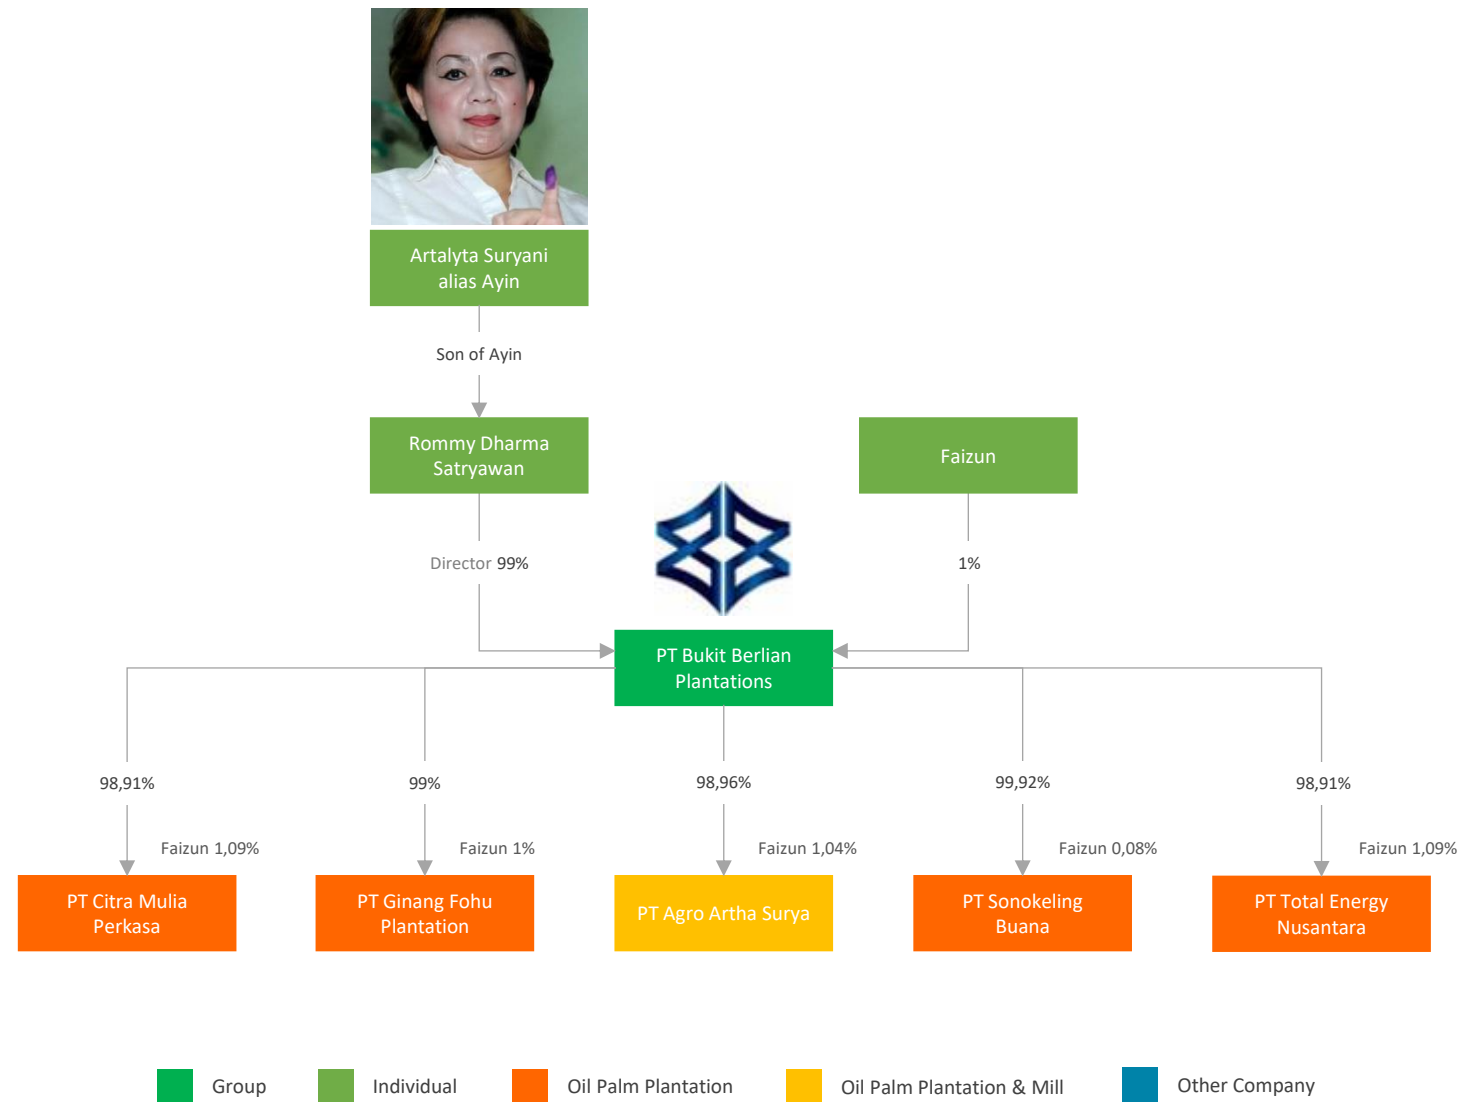 Artalyta Suryani
alias Ayin
Son of Ayin
Rommy Dharma
Satryawan
Faizun
Director 99%
1%
PT Bukit Berlian
Plantations
98,91%
99%
98,96%
99,92%
98,91%
Faizun 1,09%
Faizun 1%
Faizun 1,04%
Faizun 0,08%
Faizun 1,09%
PT Citra Mulia
Perkasa
PT Ginang Fohu
Plantation
PT Agro Artha Surya
PT Sonokeling
Buana
PT Total Energy
Nusantara
Group
Individual
Oil Palm Plantation
Oil Palm Plantation & Mill
Other Company